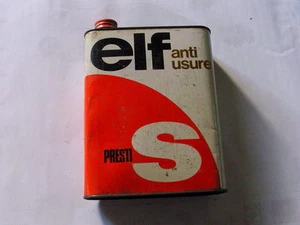 elf anti
usure
PRESTI S